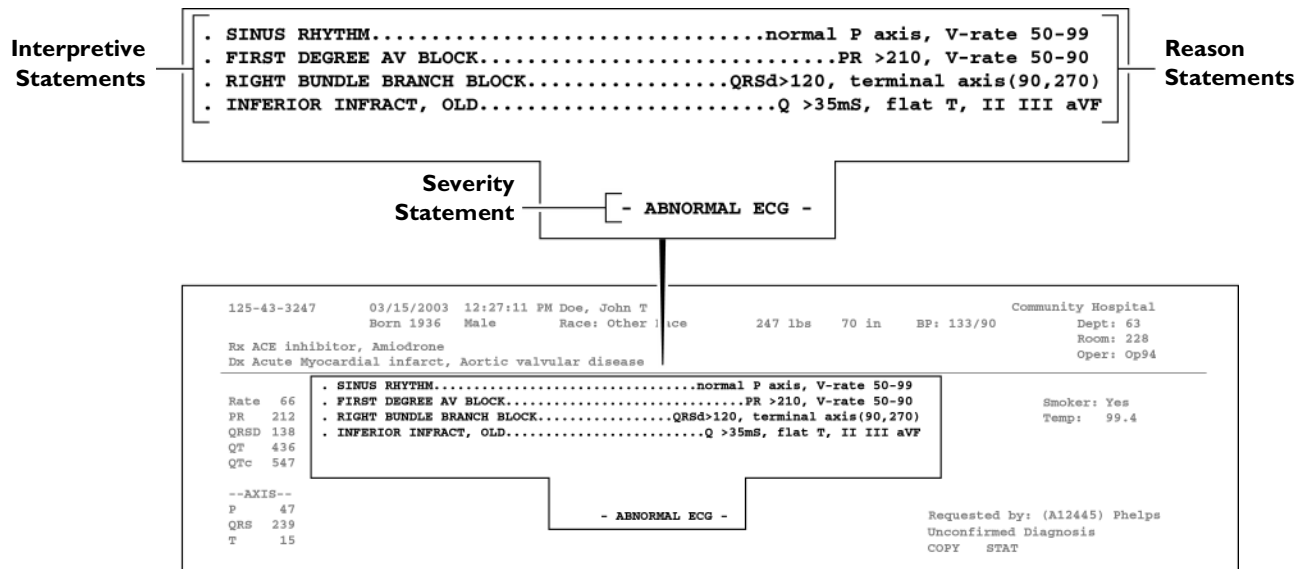 Interpretive Statements
. SINUS RHYTHM.................................normal P axis, V-rate 50-99
. FIRST DEGREE AV BLOCK..............................PR >210, V-rate 50-90
. RIGHT BUNDLE BRANCH BLOCK.................QRSd>120, terminal axis(90,270)
. INFERIOR INFRACT, OLD.........................Q >35mS, flat T, II III aVF
Reason Statements
Severity Statement
- ABNORMAL ECG -
125-43-3247 03/15/2003 12:27:11 PM Doe, John T Community Hospital
Born 1936 Male Race: Other 247 lbs 70 in BP: 133/90 Dept: 63
Room: 228
Rx ACE inhibitor, Amiodrone
Oper: Op94
Dx Acute Myocardial infarct, Aortic valvular disease
. SINUS RHYTHM.................................normal P axis, V-rate 50-99
Rate 66 . FIRST DEGREE AV BLOCK..............................PR >210, V-rate 50-90 Smoker: Yes
PR 212 . RIGHT BUNDLE BRANCH BLOCK.................QRSd>120, terminal axis(90,270) Temp: 99.4
QRSD 138 . INFERIOR INFRACT, OLD.........................Q >35mS, flat T, II III aVF
QT 436
QTc 547
--AXIS--
P 47 - ABNORMAL ECG - Requested by: (A12445) Phelps
QRS 239 Unconfirmed Diagnosis
T 15 COPY STAT